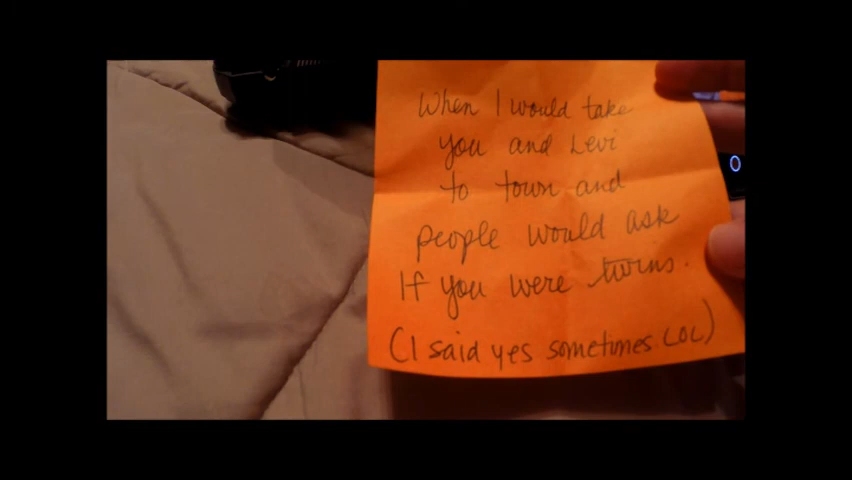 When I would take
you and Levi
to town and
people would ask
If you were twins.
(I said yes sometimes LOL)